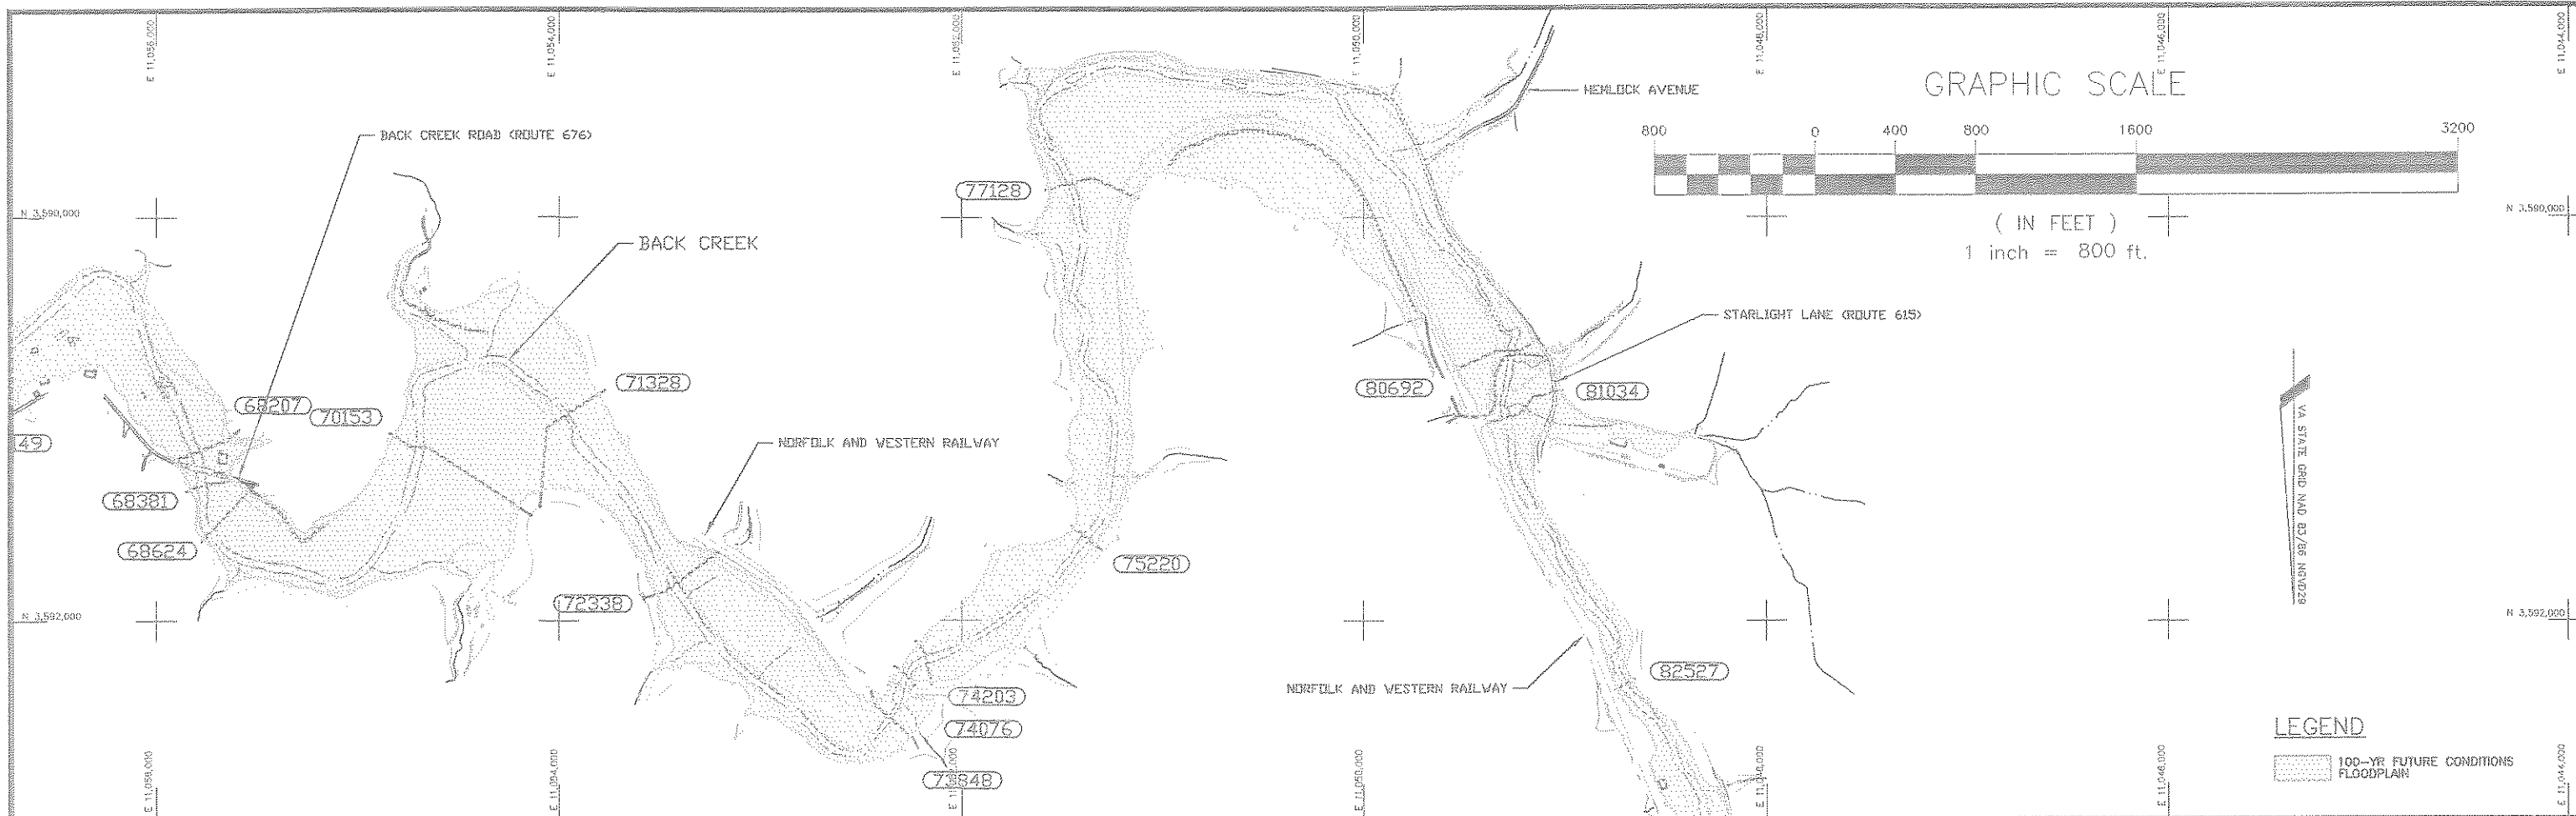 E 11,056,000
E 11,054,000
E 11,052,000
E 11,050,000
E 11,048,000
E 11,046,000
E 11,044,000
GRAPHIC SCALE
800 0 400 800 1600 3200
( IN FEET )
1 inch = 800 ft.
HEMLOCK AVENUE
BACK CREEK ROAD (ROUTE 676)
77128
N 3,590,000
N 3,590,000
BACK CREEK
STARLIGHT LANE (ROUTE 615)
71328
80692
81034
68207
70153
49
NORFOLK AND WESTERN RAILWAY
68381
68624
75220
72338
VA STATE GRID NAD 83/86 NGVD29
N 3,592,000
N 3,592,000
82527
NORFOLK AND WESTERN RAILWAY
74203
74076
73848
LEGEND
100-YR FUTURE CONDITIONS
FLOODPLAIN
E 11,054,000
E 11,050,000
E 11,048,000
E 11,046,000
E 11,044,000